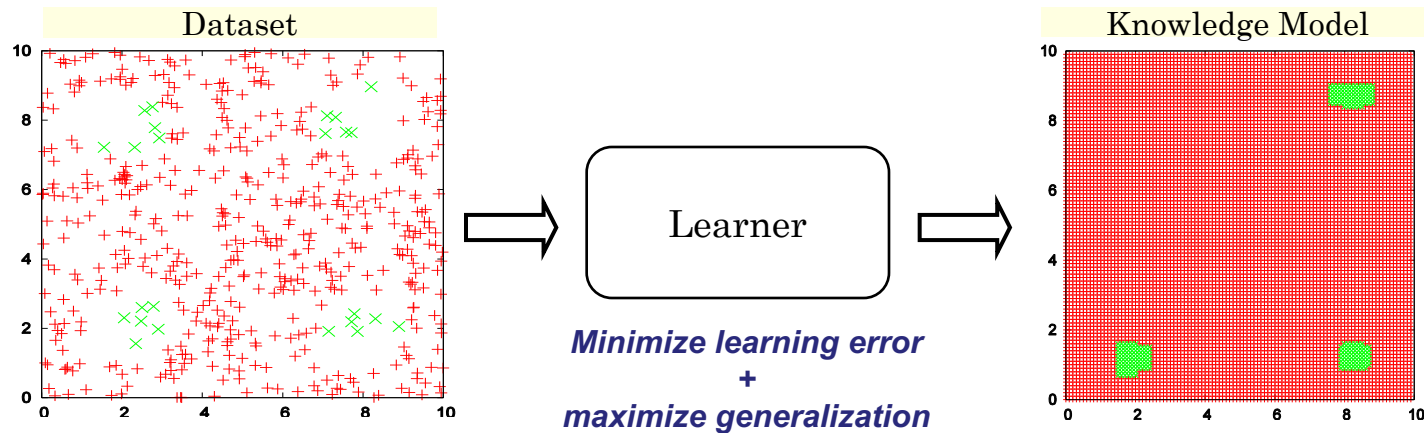 Dataset
10
8
6
4
2
0
0 2 4 6 8 10
Learner
Minimize learning error
+
maximize generalization
Knowledge Model
10
8
6
4
2
0
0 2 4 6 8 10